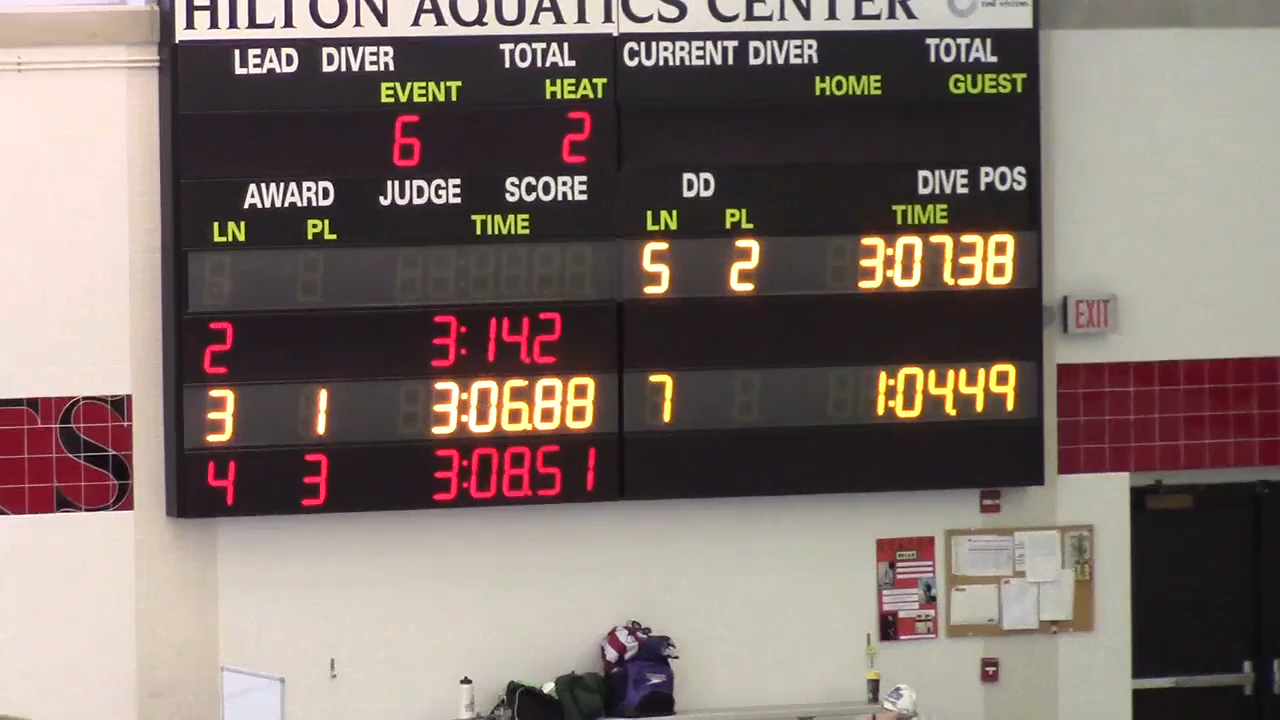 HILTON AQUATICS CENTER
LEAD DIVER TOTAL CURRENT DIVER TOTAL
EVENT HEAT HOME GUEST
6 2
AWARD JUDGE SCORE DD DIVE POS
LN PL TIME LN PL TIME
5 2 3:07.38
2 3:14.2
3 1 3:06.88 7 1:04.49
4 3 3:08.51
EXIT